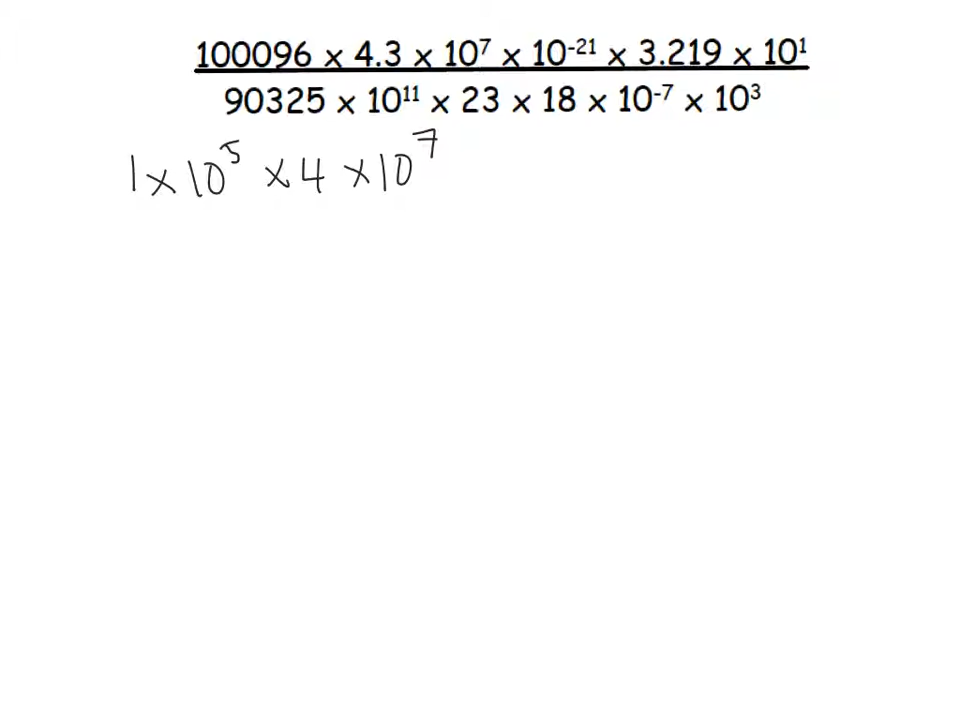 100096 x 4.3 x 10⁷ x 10⁻²¹ x 3.219 x 10¹
90325 x 10¹¹ x 23 x 18 x 10⁻⁷ x 10³
1 x 10⁵ x 4 x 10⁷